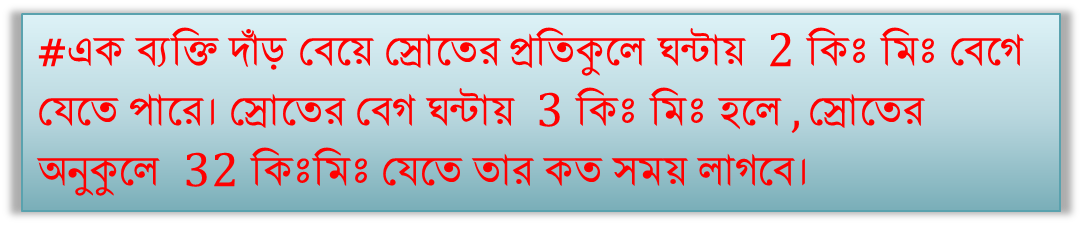 #এক ব্যক্তি দাঁড় বেয়ে স্রোতের প্রতিকুলে ঘন্টায় 2 কিঃ মিঃ বেগে
যেতে পারে। স্রোতের বেগ ঘন্টায় 3 কিঃ মিঃ হলে , স্রোতের
অনুকুলে 32 কিঃমিঃ যেতে তার কত সময় লাগবে।